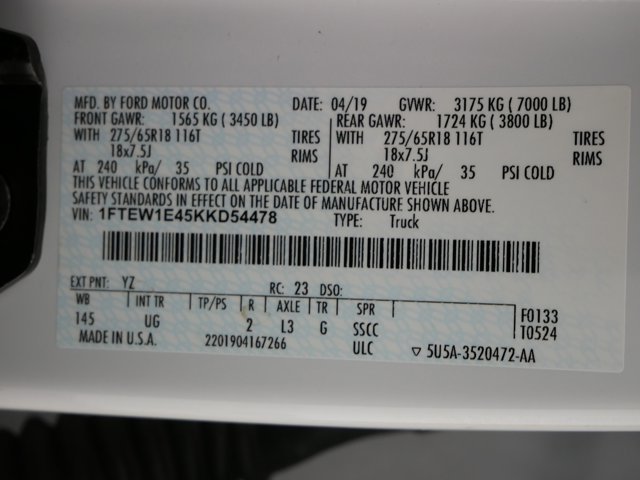 MFD. BY FORD MOTOR CO. DATE: 04/19 GVWR: 3175 KG ( 7000 LB)
FRONT GAWR: 1565 KG ( 3450 LB) REAR GAWR: 1724 KG ( 3800 LB)
WITH 275/65R18 116T TIRES WITH 275/65R18 116T TIRES
18x7.5J RIMS 18x7.5J RIMS
AT 240 kPa/ 35 PSI COLD AT 240 kPa/ 35 PSI COLD
THIS VEHICLE CONFORMS TO ALL APPLICABLE FEDERAL MOTOR VEHICLE
SAFETY STANDARDS IN EFFECT ON THE DATE OF MANUFACTURE SHOWN ABOVE.
VIN: 1FTEW1E45KKD54478 TYPE: Truck
EXT PNT: YZ RC: 23 DSO:
WB INT TR TP/PS R AXLE TR SPR F0133
145 UG 2 L3 G SSCC T0524
MADE IN U.S.A. 2201904167266 ULC ▽ 5U5A-3520472-AA